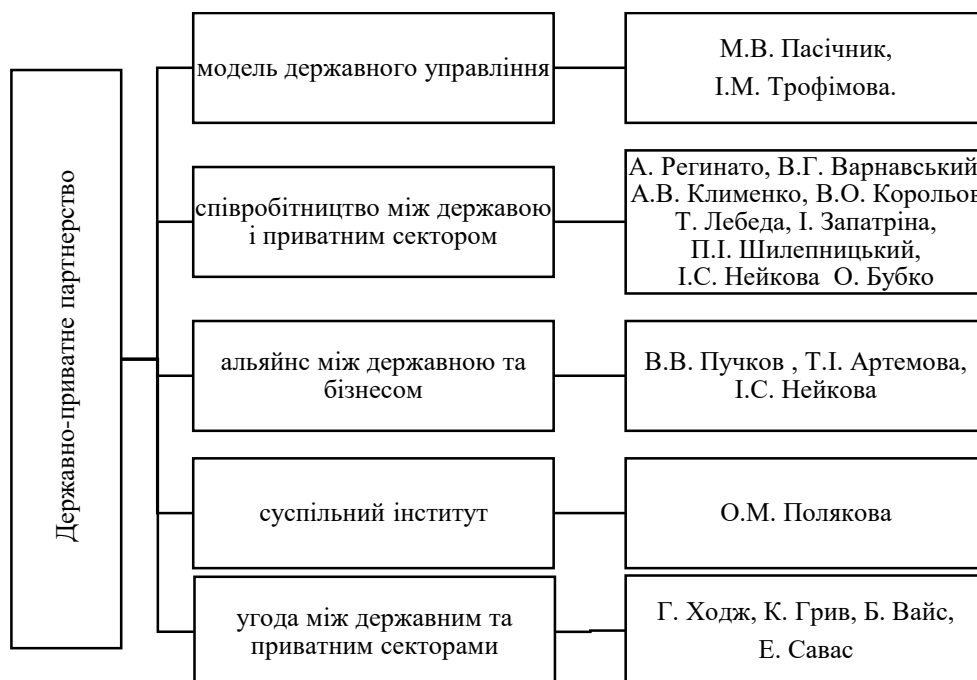 Державно-приватне партнерство
модель державного управління
М.В. Пасічник,
І.М. Трофімова.
співробітництво між державою
і приватним сектором
А. Регинато, В.Г. Варнавський
А.В. Клименко, В.О. Корольов
Т. Лебеда, І. Запатріна,
П.І. Шилепницький,
І.С. Нейкова О. Бубко
альянс між державною та
бізнесом
В.В. Пучков , Т.І. Артемова,
І.С. Нейкова
суспільний інститут
О.М. Полякова
угода між державним та
приватним секторами
Г. Ходж, К. Грив, Б. Вайс,
Е. Савас